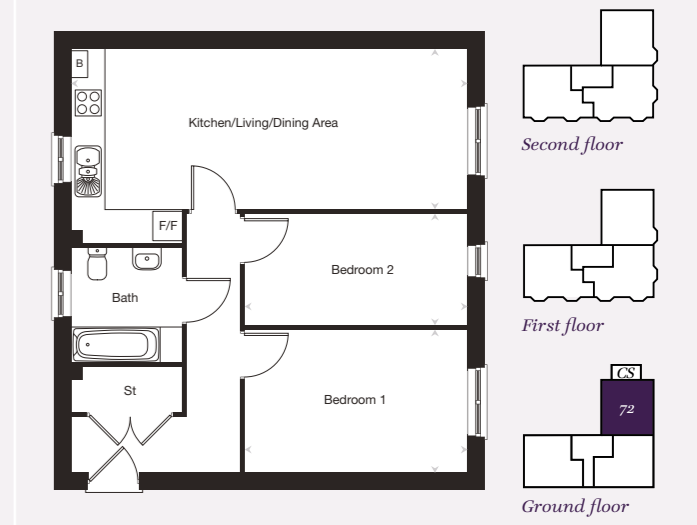 B
Kitchen/Living/Dining Area
F/F
Bedroom 2
Bath
St
Bedroom 1
Second floor
First floor
CS
72
Ground floor